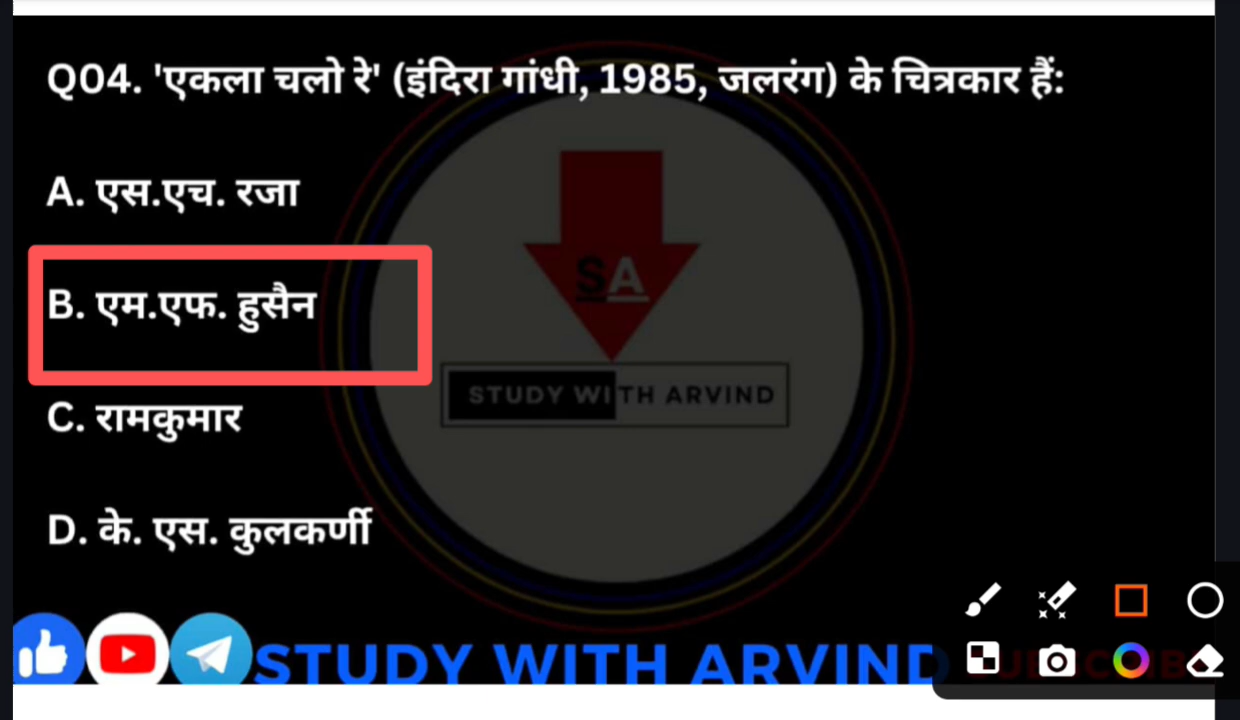 Q04. 'एकला चलो रे' (इंदिरा गांधी, 1985, जलरंग) के चित्रकार हैं:
A. एस.एच. रजा
B. एम.एफ. हुसैन
SA
STUDY WITH ARVIND
C. रामकुमार
D. के. एस. कुलकर्णी
STUDY WITH ARVIND